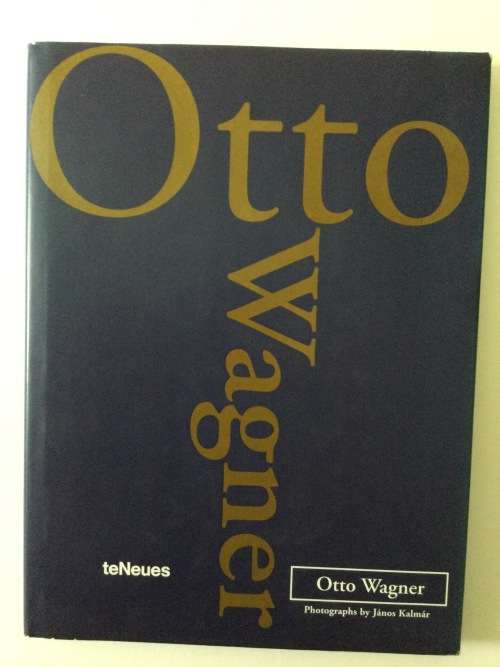 Otto
Wagner
teNeues
Otto Wagner
Photographs by János Kalmár